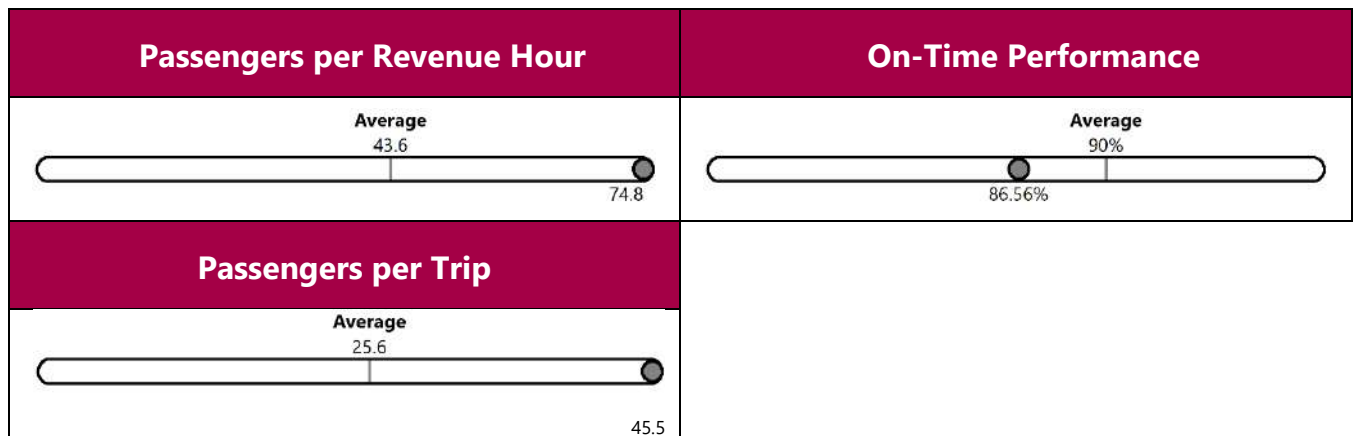 Passengers per Revenue Hour
Average
43.6
74.8
On-Time Performance
Average
90%
86.56%
Passengers per Trip
Average
25.6
45.5